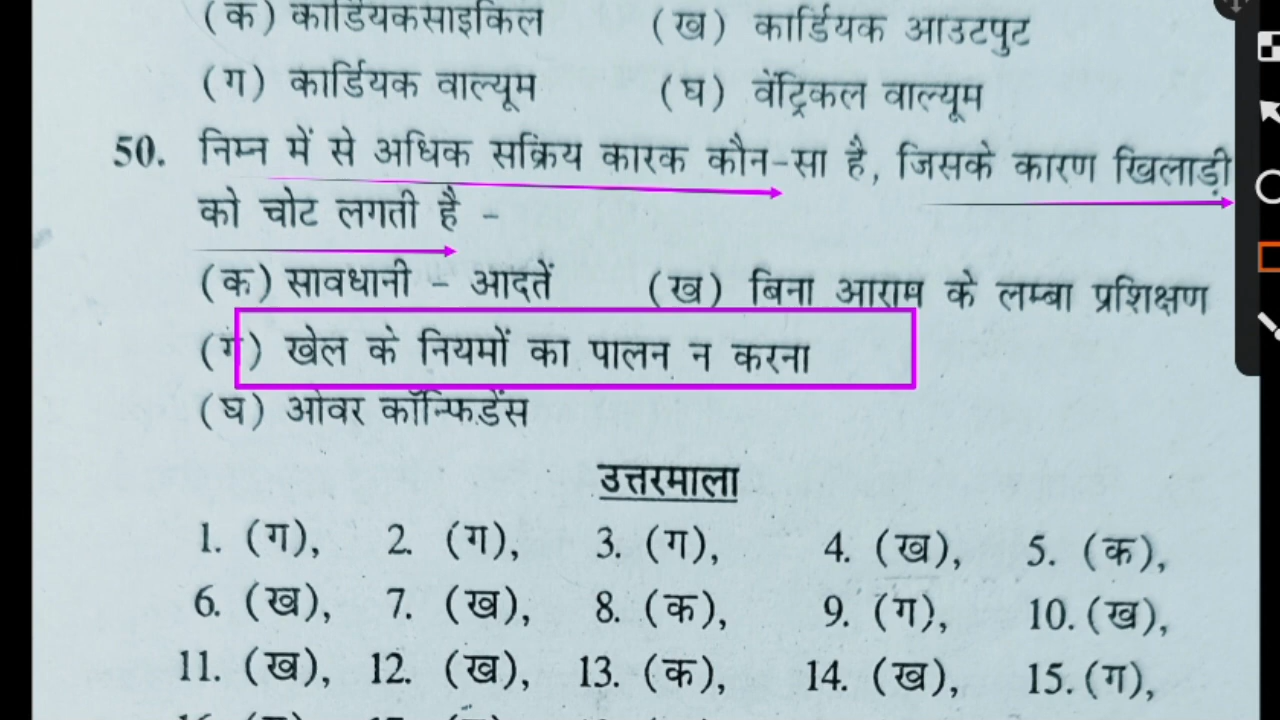 (क) कार्डियकसाइकिल (ख) कार्डियक आउटपुट
(ग) कार्डियक वाल्यूम (घ) वेंट्रिकल वाल्यूम
50. निम्न में से अधिक सक्रिय कारक कौन-सा है, जिसके कारण खिलाड़ी
को चोट लगती है -
(क) सावधानी - आदतें (ख) बिना आराम के लम्बा प्रशिक्षण
(ग) खेल के नियमों का पालन न करना
(घ) ओवर कॉन्फिडेंस
उत्तरमाला
1. (ग), 2. (ग), 3. (ग), 4. (ख), 5. (क),
6. (ख), 7. (ख), 8. (क), 9. (ग), 10. (ख),
11. (ख), 12. (ख), 13. (क), 14. (ख), 15. (ग),